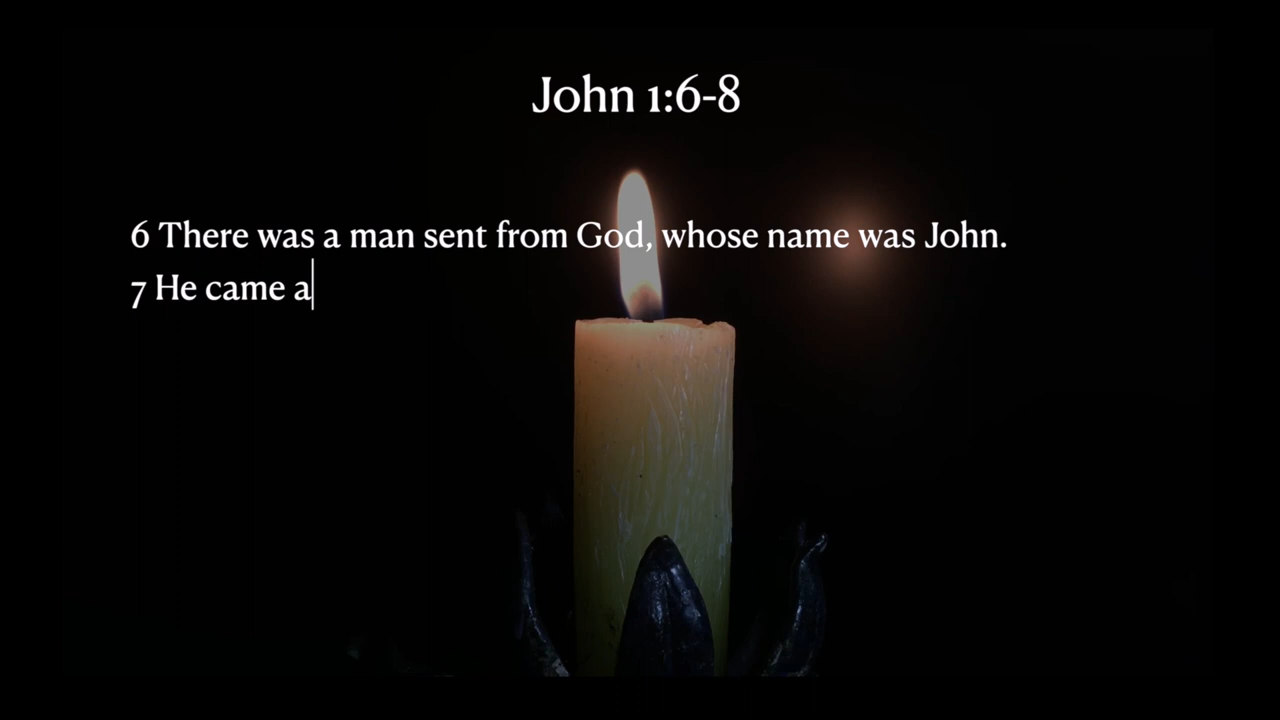 John 1:6-8
6 There was a man sent from God, whose name was John.
7 He came a